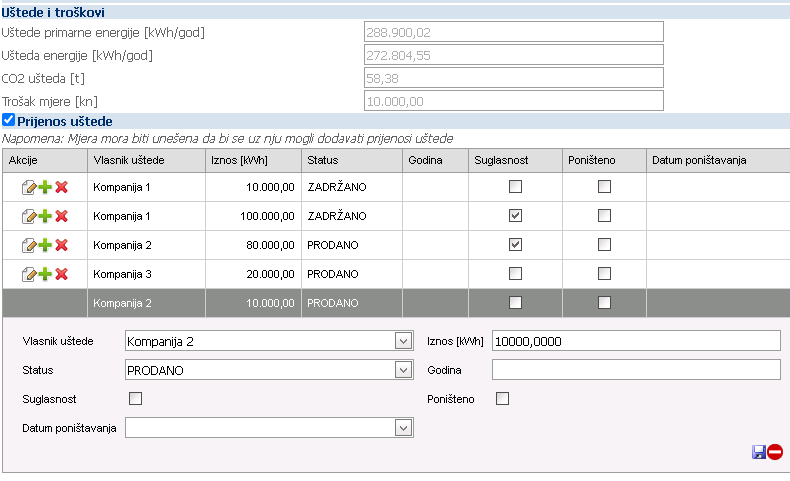 Uštede i troškovi
Uštede primarne energije [kWh/god] 288.900,02
Ušteda energije [kWh/god] 272.804,55
CO2 ušteda [t] 58,38
Trošak mjere [kn] 10.000,00
Prijenos uštede
Napomena: Mjera mora biti unešena da bi se uz nju mogli dodavati prijenosi uštede
Akcije Vlasnik uštede Iznos [kWh] Status Godina Suglasnost Poništeno Datum poništavanja
Kompanija 1 10.000,00 ZADRŽANO
Kompanija 1 100.000,00 ZADRŽANO
Kompanija 2 80.000,00 PRODANO
Kompanija 3 20.000,00 PRODANO
Kompanija 2 10.000,00 PRODANO
Vlasnik uštede Kompanija 2 Iznos [kWh] 10000,0000
Status PRODANO Godina
Suglasnost Poništeno
Datum poništavanja